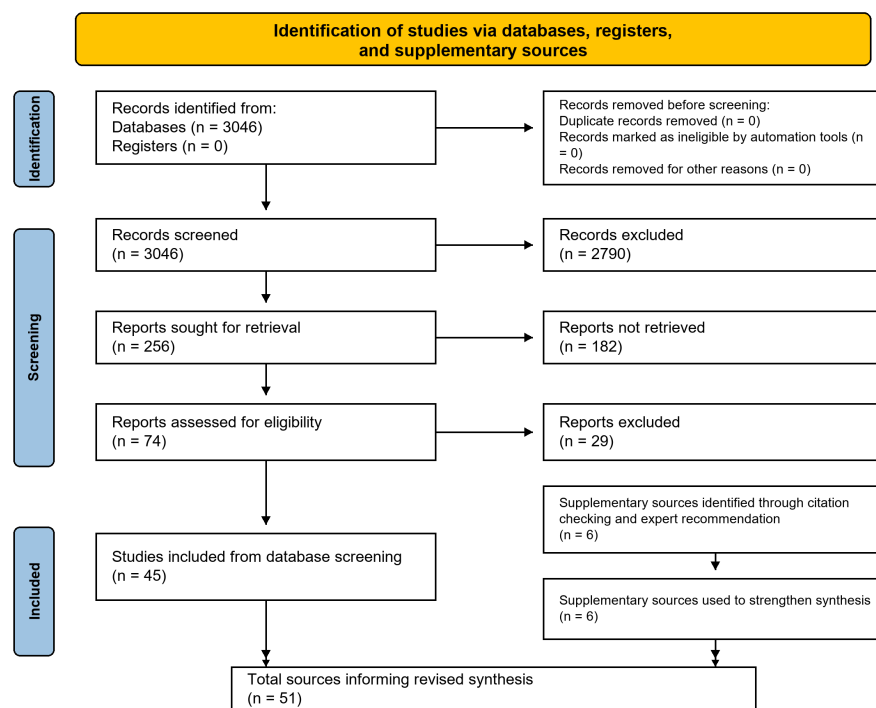 Identification of studies via databases, registers,
and supplementary sources
Identification
Records identified from:
Databases (n = 3046)
Registers (n = 0)
Records removed before screening:
Duplicate records removed (n = 0)
Records marked as ineligible by automation tools (n
= 0)
Records removed for other reasons (n = 0)
Screening
Records screened
(n = 3046)
Records excluded
(n = 2790)
Reports sought for retrieval
(n = 256)
Reports not retrieved
(n = 182)
Reports assessed for eligibility
(n = 74)
Reports excluded
(n = 29)
Included
Supplementary sources identified through citation
checking and expert recommendation
(n = 6)
Studies included from database screening
(n = 45)
Supplementary sources used to strengthen synthesis
(n = 6)
Total sources informing revised synthesis
(n = 51)